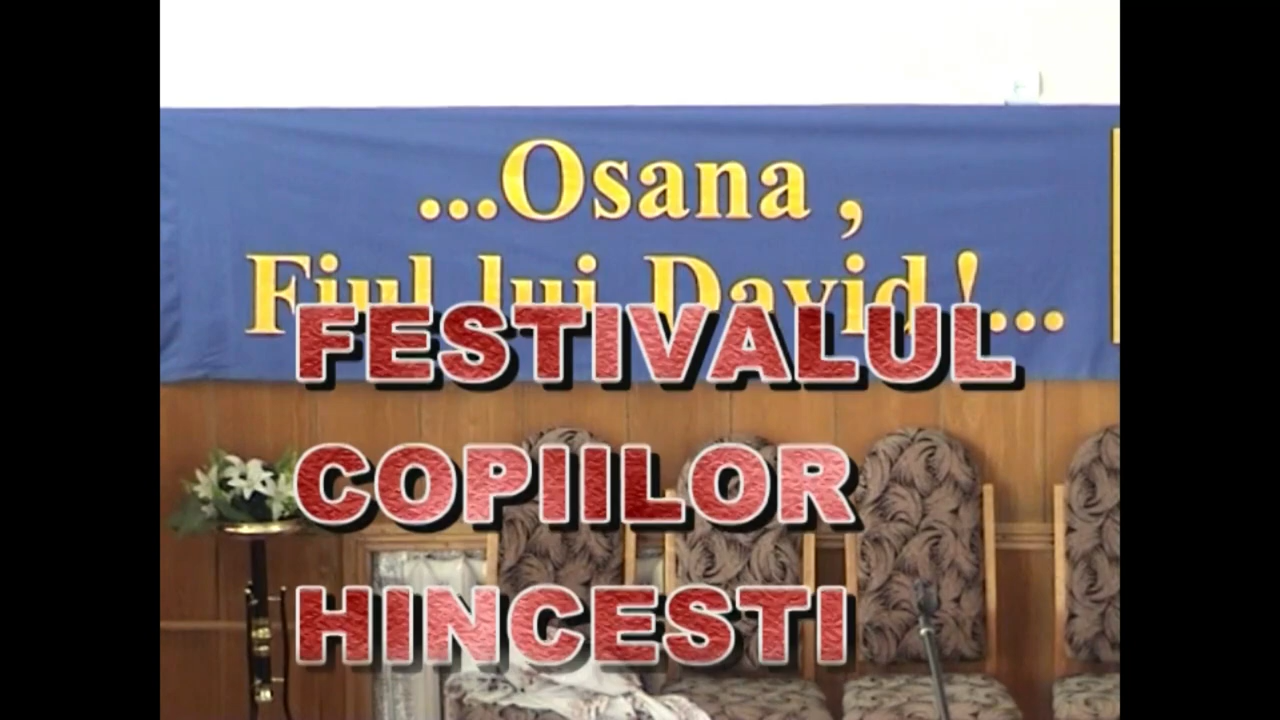 ...Osana ,
Fiul lui David !...
FESTIVALUL
COPIILOR
HINCESTI